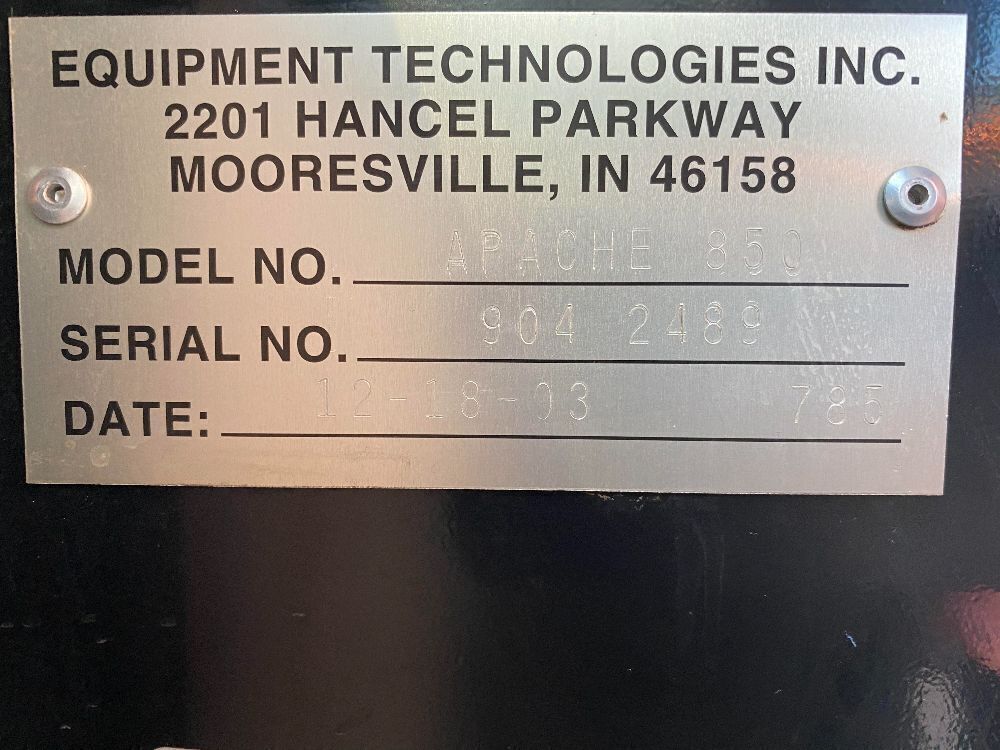 EQUIPMENT TECHNOLOGIES INC.
2201 HANCEL PARKWAY
MOORESVILLE, IN 46158
MODEL NO. APACHE 850
SERIAL NO. 904 2489
DATE: 12-18-03 785